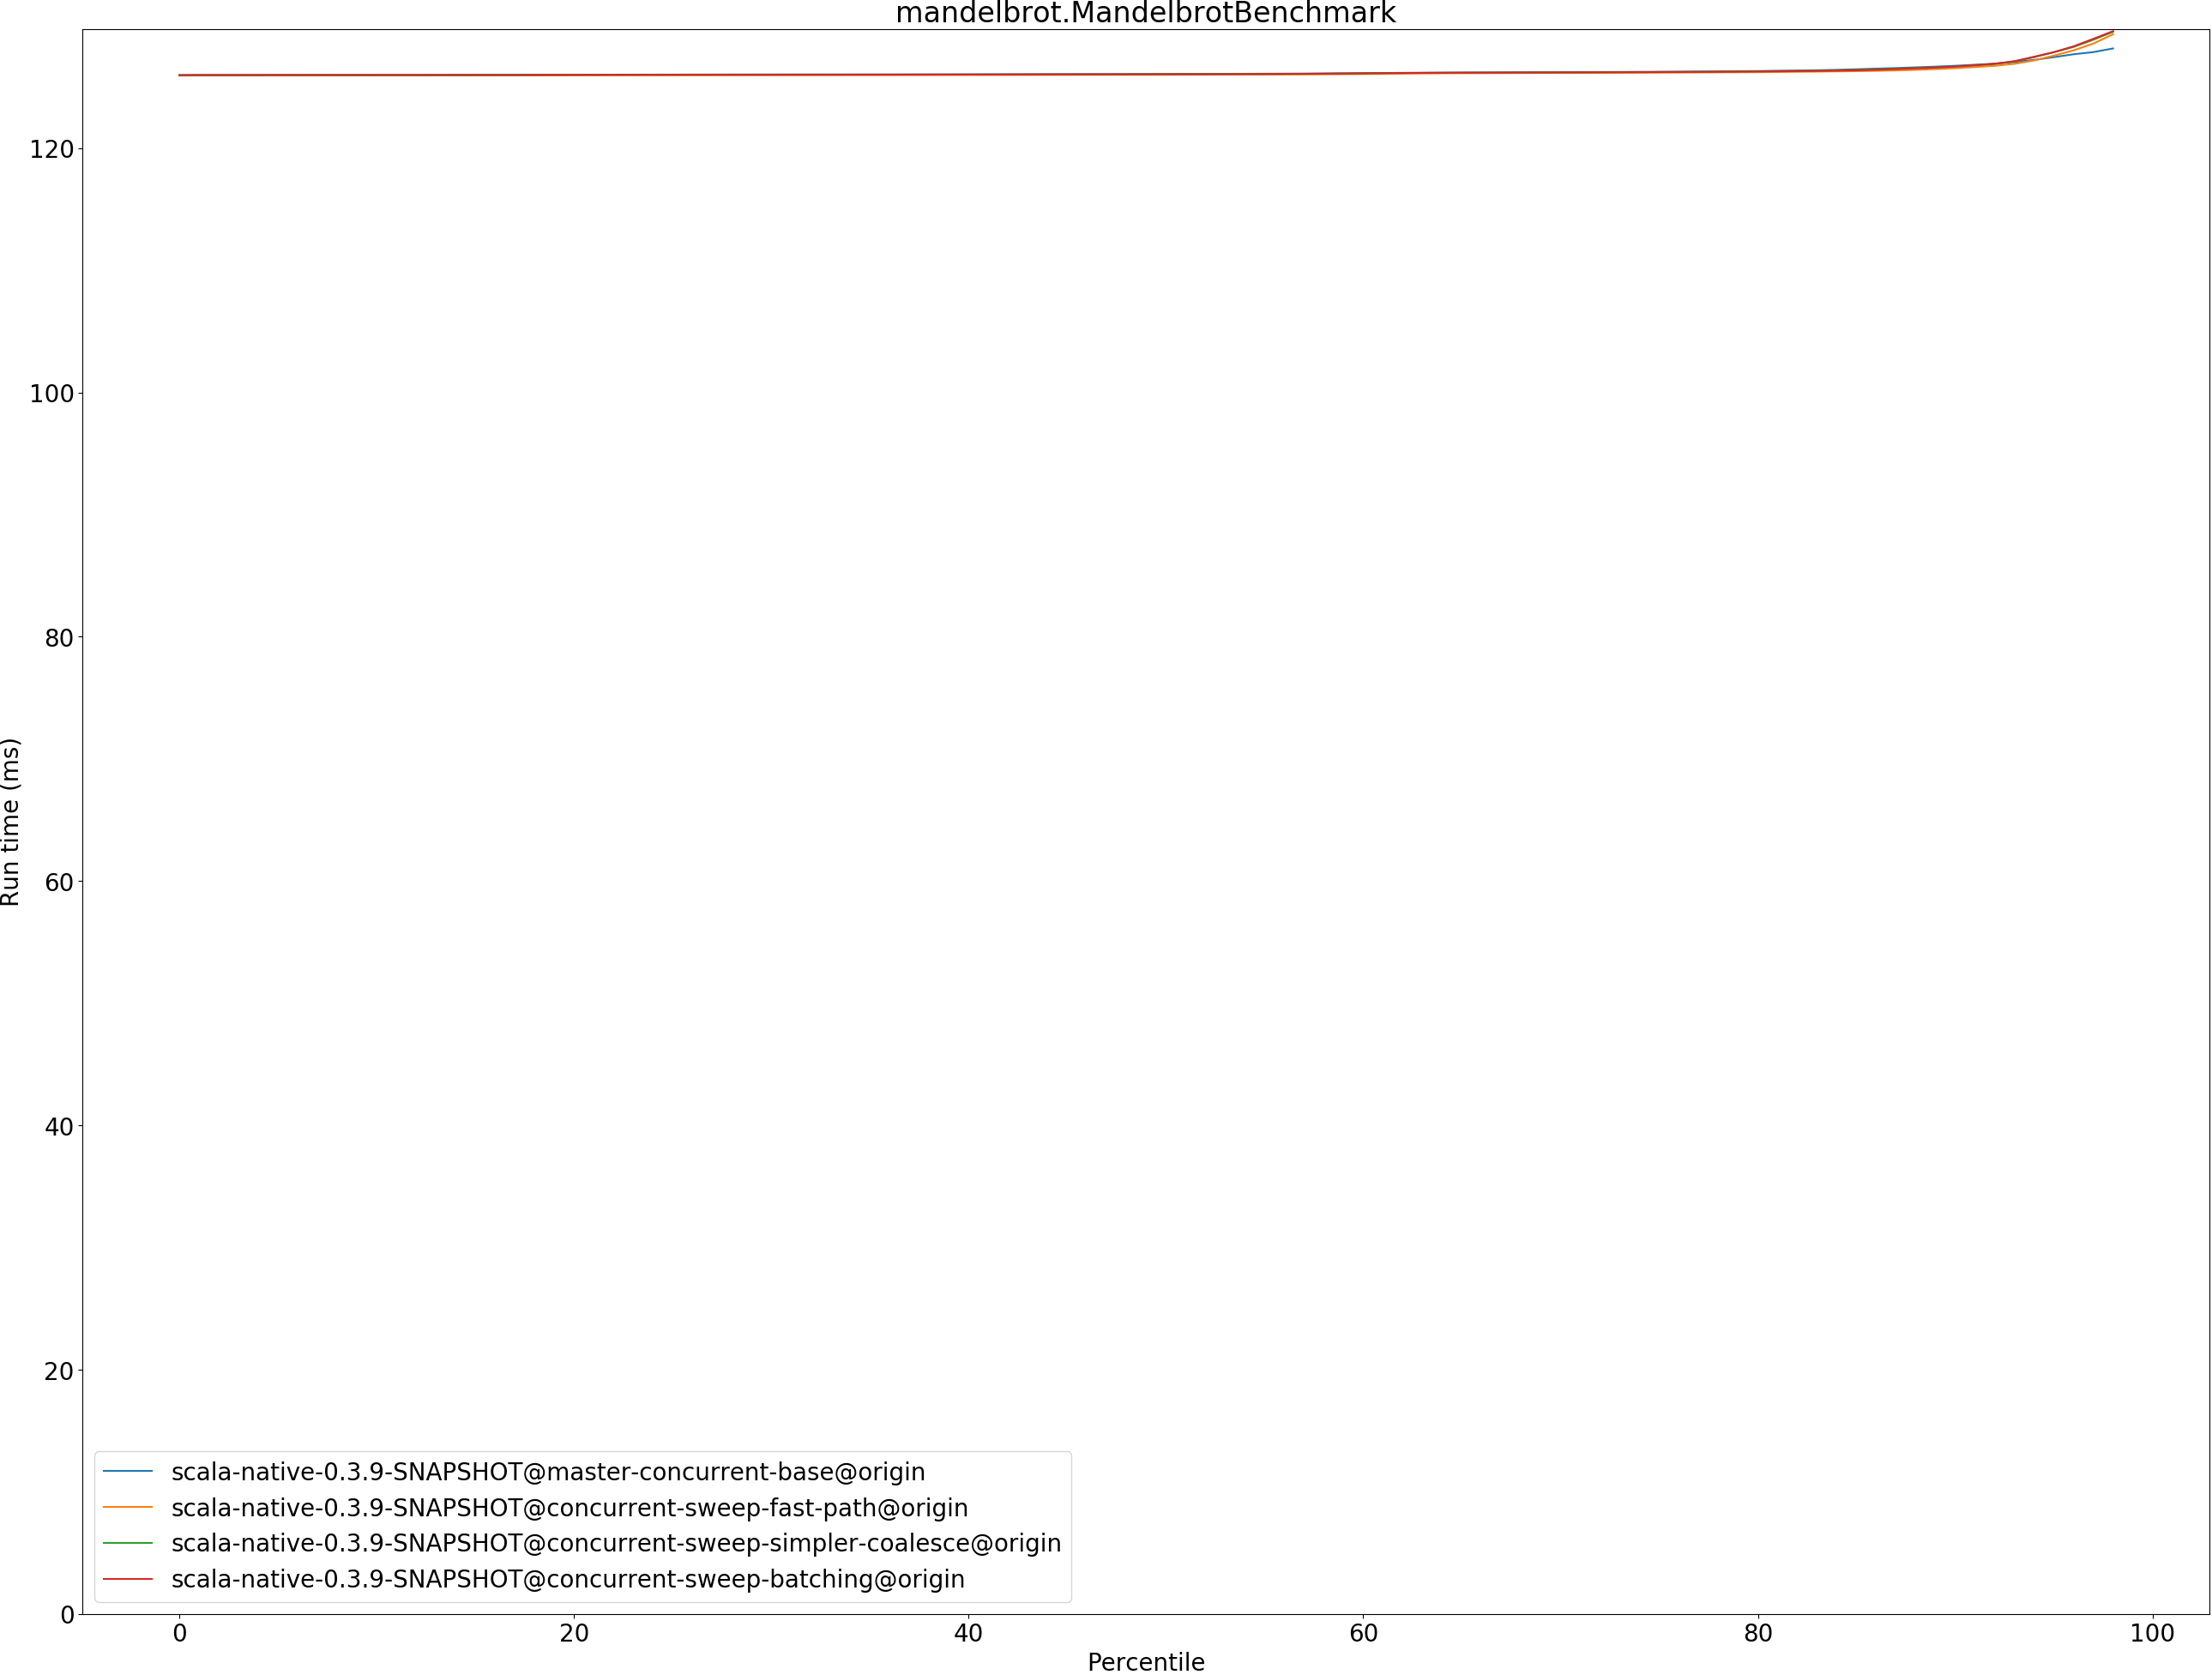 mandelbrot.MandelbrotBenchmark
120
100
80
60
40
20
0
Run time (ms)
scala-native-0.3.9-SNAPSHOT@master-concurrent-base@origin
scala-native-0.3.9-SNAPSHOT@concurrent-sweep-fast-path@origin
scala-native-0.3.9-SNAPSHOT@concurrent-sweep-simpler-coalesce@origin
scala-native-0.3.9-SNAPSHOT@concurrent-sweep-batching@origin
0 20 40 60 80 100
Percentile